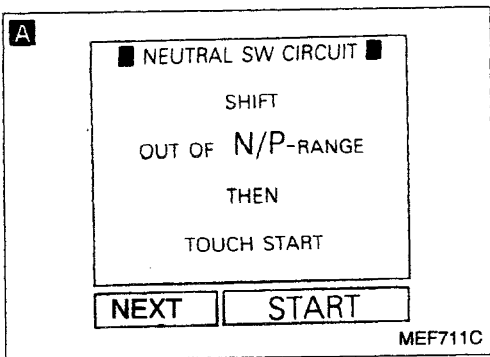 A
NEUTRAL SW CIRCUIT
SHIFT
OUT OF N/P-RANGE
THEN
TOUCH START
NEXT START
MEF711C